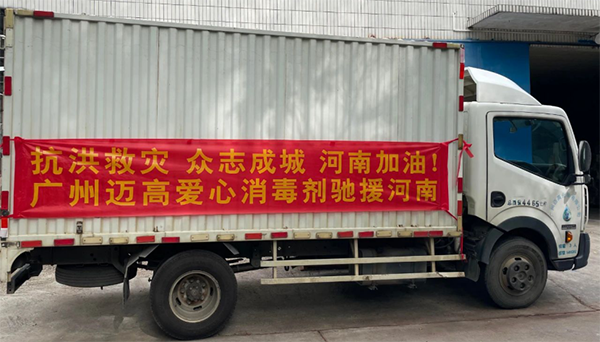 抗洪救灾 众志成城 河南加油!
广州迈高爱心消毒剂驰援河南